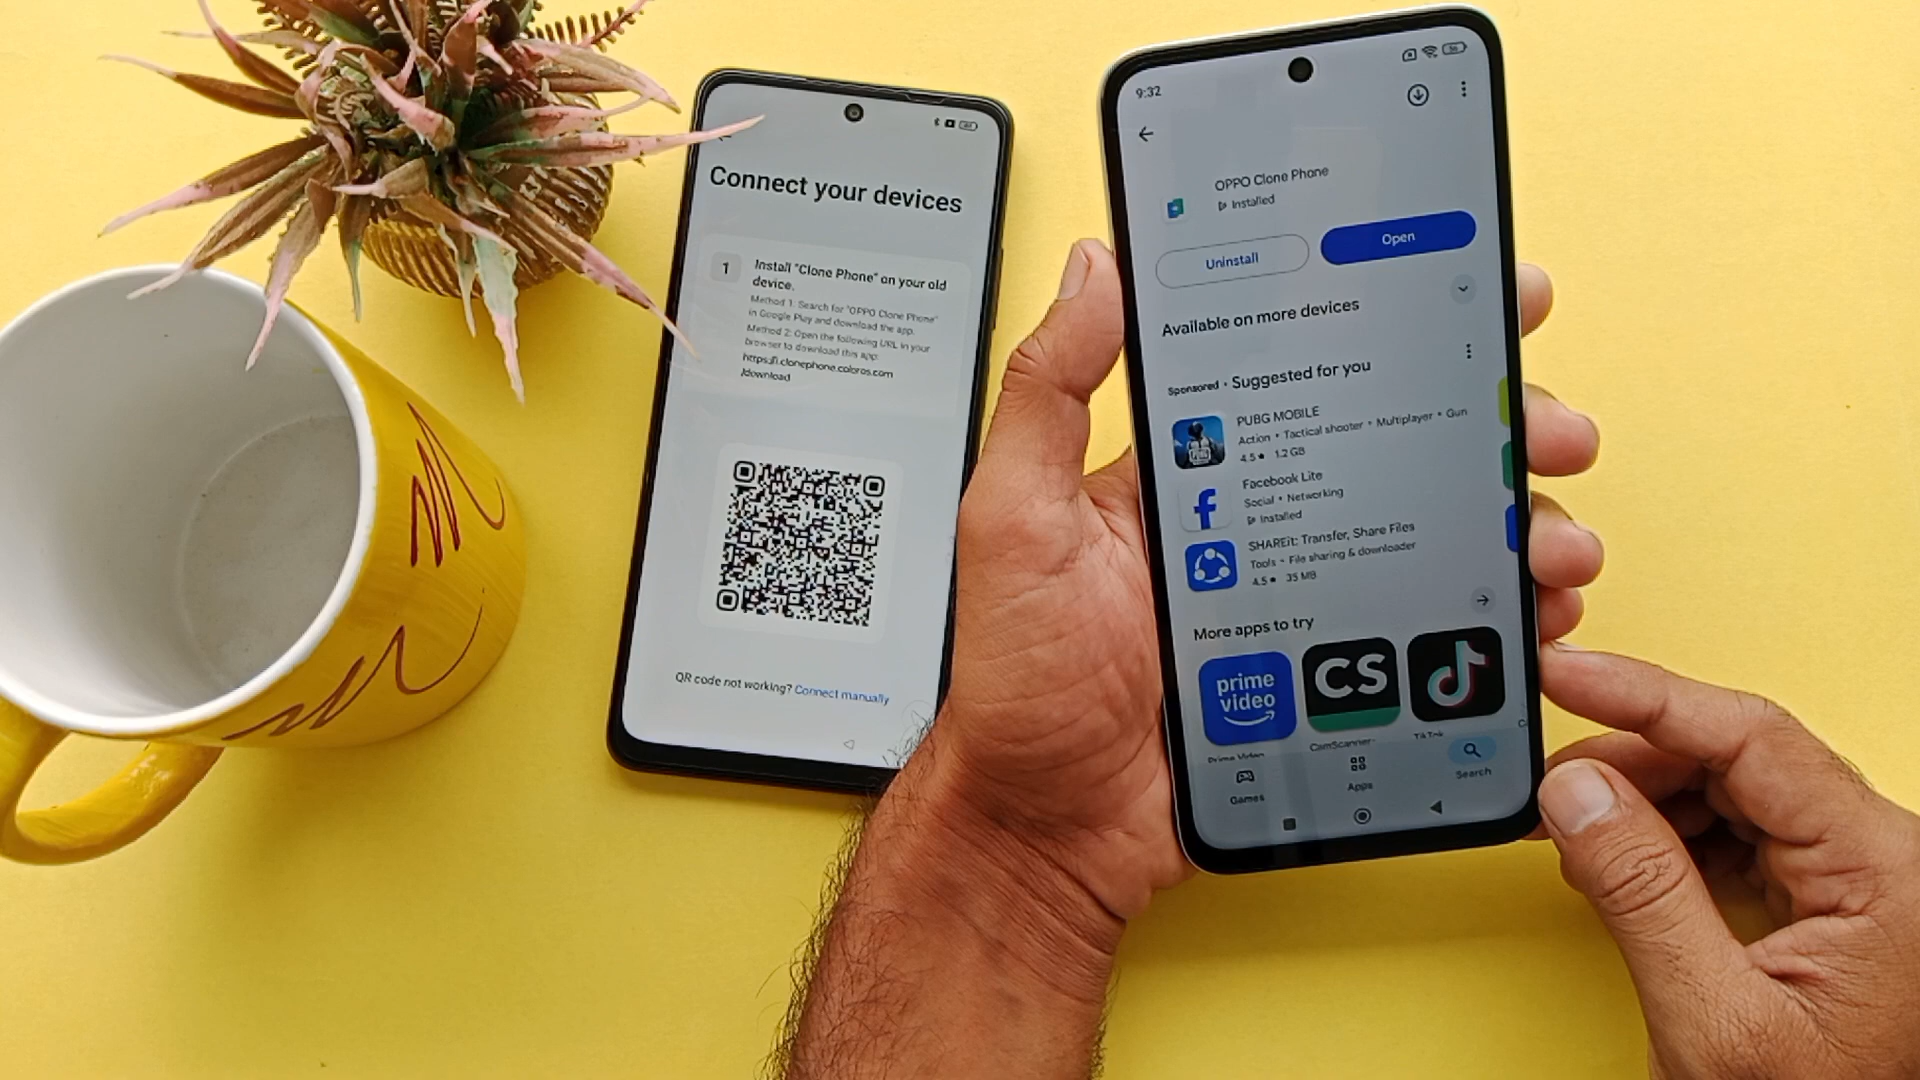 Connect your devices
1
Install "Clone Phone" on your old
device.
Method 1: Search for "OPPO Clone Phone"
in Google Play and download the app.
Method 2: Open the following URL in your
browser to download this app:
https://i.clonephone.coloros.com
/download
QR code not working? Connect manually
9:32
56
OPPO Clone Phone
Installed
Uninstall
Open
Available on more devices
Sponsored • Suggested for you
PUBG MOBILE
Action • Tactical shooter • Multiplayer • Gun
4.5★ 1.2 GB
Facebook Lite
Social • Networking
Installed
SHAREit: Transfer, Share Files
Tools • File sharing & downloader
4.5★ 35 MB
More apps to try
prime
video
CS
Prime Video
CamScanner-
TikTok
Games
Apps
Search